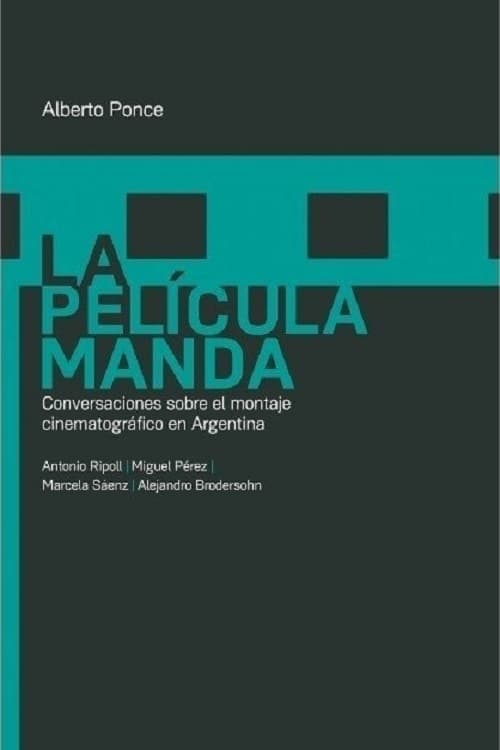 Alberto Ponce
LA
PELÍCULA
MANDA
Conversaciones sobre el montaje
cinematográfico en Argentina
Antonio Ripoll | Miguel Pérez |
Marcela Sáenz | Alejandro Brodersohn